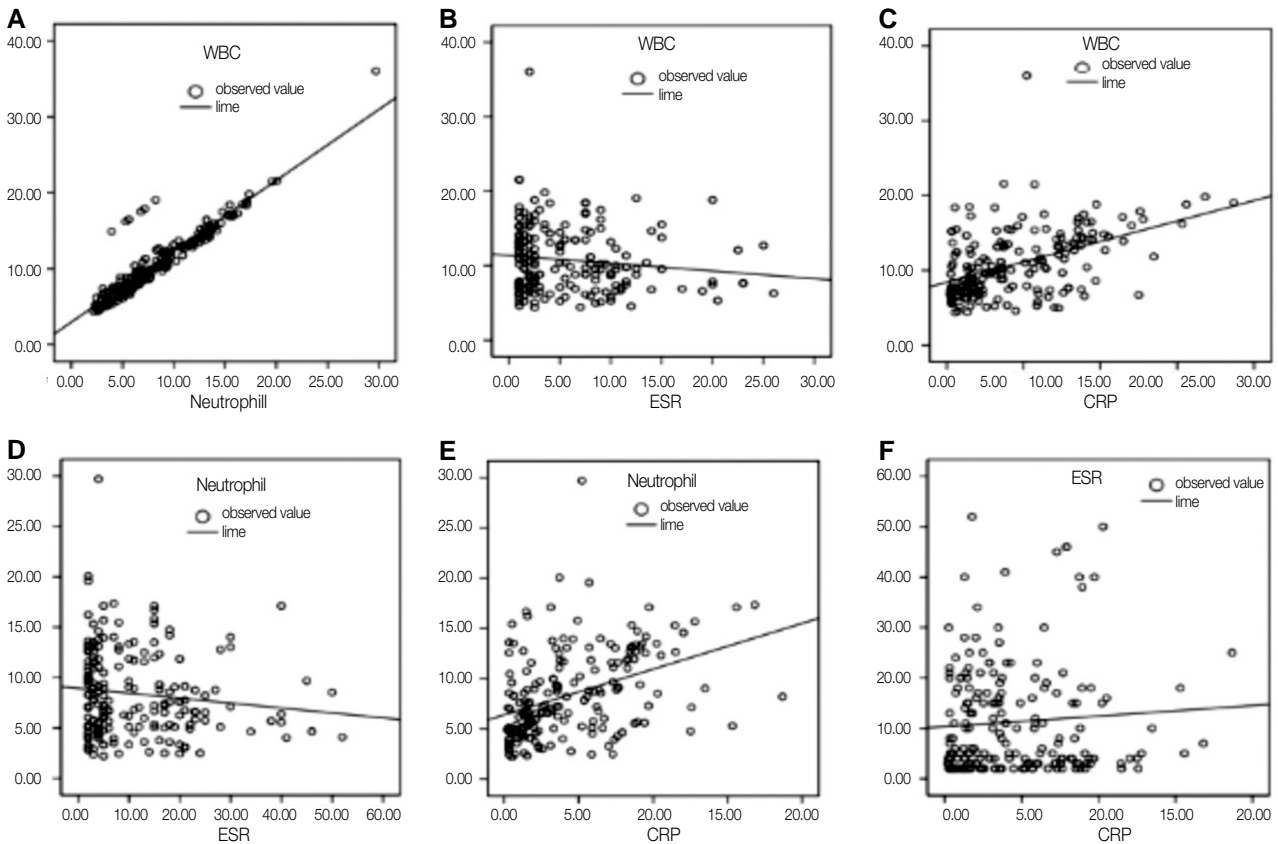 A
WBC
observed value
lime
40.00
30.00
20.00
10.00
0.00
0.00 5.00 10.00 15.00 20.00 25.00 30.00
Neutrophill
B
WBC
observed value
lime
40.00
30.00
20.00
10.00
0.00
0.00 5.00 10.00 15.00 20.00 25.00 30.00
ESR
C
WBC
observed value
lime
40.00
30.00
20.00
10.00
0.00
0.00 5.00 10.00 15.00 20.00 25.00 30.00
CRP
D
Neutrophil
observed value
lime
30.00
25.00
20.00
15.00
10.00
5.00
0.00
0.00 10.00 20.00 30.00 40.00 50.00 60.00
ESR
E
Neutrophil
observed value
lime
30.00
25.00
20.00
15.00
10.00
5.00
0.00
0.00 5.00 20.00 15.00 20.00
CRP
F
ESR
observed value
lime
60.00
50.00
40.00
30.00
20.00
10.00
0.00
0.00 5.00 20.00 15.00 20.00
CRP